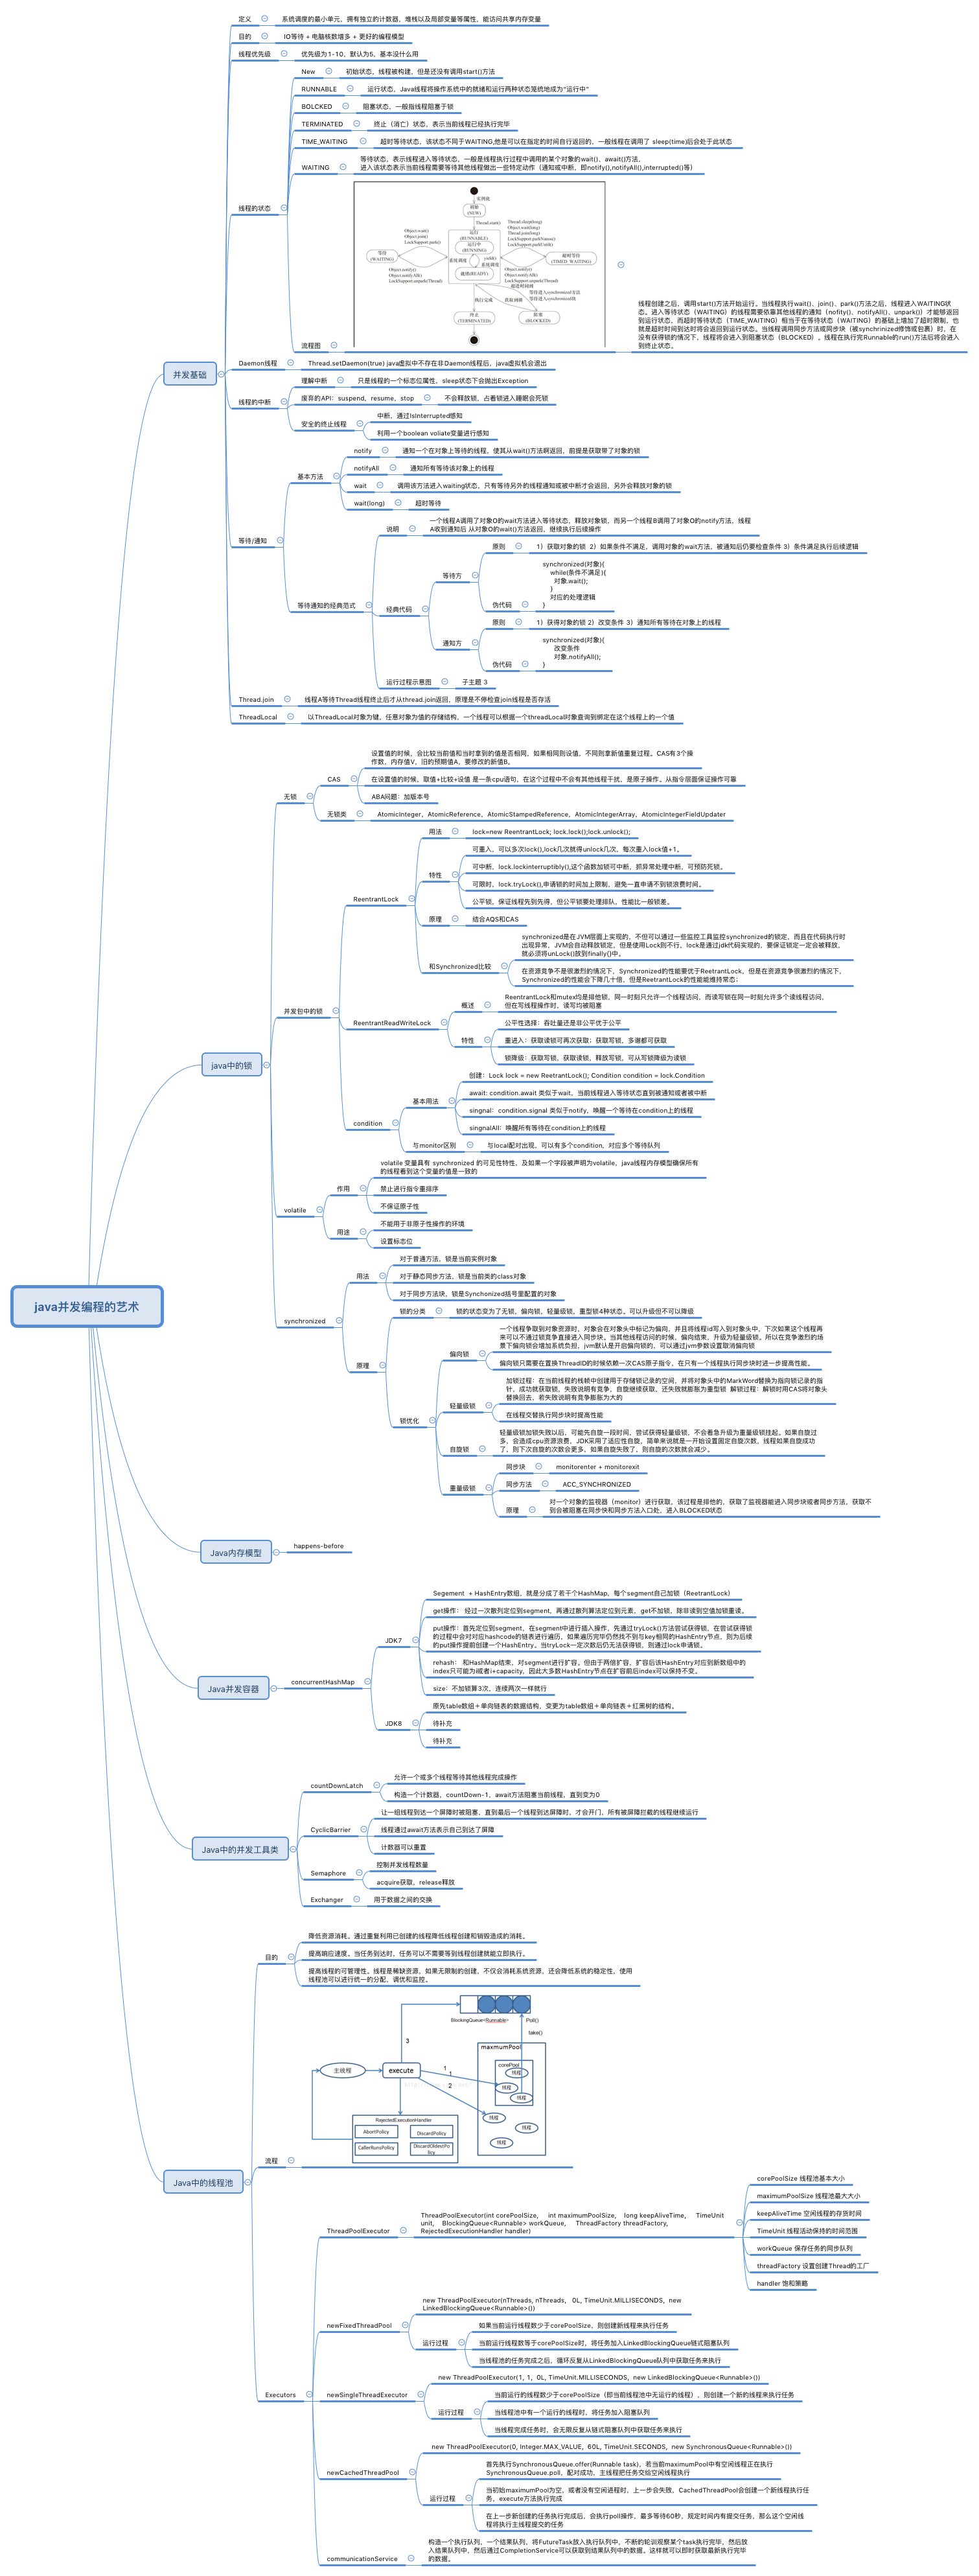 java并发编程的艺术
并发基础
定义
系统调度的最小单元，拥有独立的计数器，堆栈以及局部变量等属性，能访问共享内存变量
目的
IO等待 + 电脑核数增多 + 更好的编程模型
线程优先级
优先级为1-10，默认为5，基本没什么用
线程的状态
New
初始状态，线程被构建，但是还没有调用start()方法
RUNNABLE
运行状态，Java线程将操作系统中的就绪和运行两种状态笼统地成为“运行中”
BOLCKED
阻塞状态，一般指线程阻塞于锁
TERMINATED
终止（消亡）状态，表示当前线程已经执行完毕
TIME_WAITING
超时等待状态，该状态不同于WAITING,他是可以在指定的时间自行返回的，一般线程在调用了 sleep(time)后会处于此状态
WAITING
等待状态，表示线程进入等待状态，一般是线程执行过程中调用的某个对象的wait()、await()方法，
进入该状态表示当前线程需要等待其他线程做出一些特定动作（通知或中断，即notify(),notifyAll(),interrupted()等）
流程图
实例化
初始
(NEW)
Thread.start()
Object.wait()
Object.join()
LockSupport.park()
Thread.sleep(long)
Object.wait(long)
Thread.join(long)
LockSupport.parkNanos()
LockSupport.parkUntil()
运行
(RUNNABLE)
运行中
(RUNNING)
等待
(WAITING)
超时等待
(TIMED_WAITING)
系统调度
yield()
系统调度
就绪(READY)
Object.notify()
Object.notifyAll()
LockSupport.unpark(Thread)
Object.notify()
Object.notifyAll()
LockSupport.unpark(Thread)
超时时间到
等待进入synchronized方法
等待进入synchronized块
执行完成
获取到锁
终止
(TERMINATED)
阻塞
(BLOCKED)
线程创建之后，调用start()方法开始运行。当线程执行wait()、join()、park()方法之后，线程进入WAITING状
态。进入等待状态（WAITING）的线程需要依靠其他线程的通知（nofity()、notifyAll()、unpark()）才能够返回
到运行状态，而超时等待状态（TIME_WAITING）相当于在等待状态（WAITING）的基础上增加了超时限制，也
就是超时时间到达时将会返回到运行状态。当线程调用同步方法或同步块（被synchrinized修饰或包裹）时，在
没有获得锁的情况下，线程将会进入到阻塞状态（BLOCKED）。线程在执行完Runnable的run()方法后将会进入
到终止状态。
Daemon线程
Thread.setDaemon(true) java虚拟中不存在非Daemon线程后，java虚拟机会退出
线程的中断
理解中断
只是线程的一个标志位属性，sleep状态下会抛出Exception
废弃的API：suspend，resume，stop
不会释放锁，占着锁进入睡眠会死锁
安全的终止线程
中断，通过IsInterrupted感知
利用一个boolean voliate变量进行感知
等待/通知
基本方法
notify
通知一个在对象上等待的线程，使其从wait()方法啊返回，前提是获取带了对象的锁
notifyAll
通知所有等待该对象上的线程
wait
调用该方法进入waiting状态，只有等待另外的线程通知或被中断才会返回，另外会释放对象的锁
wait(long)
超时等待
等待通知的经典范式
说明
一个线程A调用了对象O的wait方法进入等待状态，释放对象锁，而另一个线程B调用了对象O的notify方法，线程
A收到通知后 从对象O的wait()方法返回，继续执行后续操作
经典代码
等待方
原则
1）获取对象的锁 2）如果条件不满足，调用对象的wait方法，被通知后仍要检查条件 3）条件满足执行后续逻辑
伪代码
synchronized(对象){
while(条件不满足){
对象.wait();
}
对应的处理逻辑
}
通知方
原则
1）获得对象的锁 2）改变条件 3）通知所有等待在对象上的线程
伪代码
synchronized(对象){
改变条件
对象.notifyAll();
}
运行过程示意图
子主题 3
Thread.join
线程A等待Thread线程终止后才从thread.join返回，原理是不停检查join线程是否存活
ThreadLocal
以ThreadLocal对象为键，任意对象为值的存储结构，一个线程可以根据一个threadLocal对象查询到绑定在这个线程上的一个值
java中的锁
无锁
CAS
设置值的时候，会比较当前值和当时拿到的值是否相同，如果相同则设值，不同则拿新值重复过程。CAS有3个操
作数，内存值V，旧的预期值A，要修改的新值B。
在设置值的时候，取值+比较+设值 是一条cpu语句，在这个过程中不会有其他线程干扰，是原子操作。从指令层面保证操作可靠
ABA问题：加版本号
无锁类
AtomicInteger，AtomicReference，AtomicStampedReference，AtomicIntegerArray，AtomicIntegerFieldUpdater
并发包中的锁
ReentrantLock
用法
lock=new ReentrantLock; lock.lock();lock.unlock();
特性
可重入，可以多次lock(),lock几次就得unlock几次，每次重入lock值+1。
可中断，lock.lockinterruptibly(),这个函数加锁可中断，抓异常处理中断，可预防死锁。
可限时，lock.tryLock(),申请锁的时间加上限制，避免一直申请不到锁浪费时间。
公平锁，保证线程先到先得，但公平锁要处理排队，性能比一般锁差。
原理
结合AQS和CAS
和Synchronized比较
synchronized是在JVM层面上实现的，不但可以通过一些监控工具监控synchronized的锁定，而且在代码执行时
出现异常，JVM会自动释放锁定，但是使用Lock则不行，lock是通过jdk代码实现的，要保证锁定一定会被释放，
就必须将unLock()放到finally{}中。
在资源竞争不是很激烈的情况下，Synchronized的性能要优于ReetrantLock，但是在资源竞争很激烈的情况下，
Synchronized的性能会下降几十倍，但是ReetrantLock的性能能维持常态；
ReentrantReadWriteLock
概述
ReentrantLock和mutex均是排他锁，同一时刻只允许一个线程访问，而读写锁在同一时刻允许多个读线程访问，
但在写线程操作时，读写均被阻塞
特性
公平性选择：吞吐量还是非公平优于公平
重进入：获取读锁可再次获取；获取写锁，多谢都可获取
锁降级：获取写锁，获取读锁，释放写锁，可从写锁降级为读锁
condition
基本用法
创建：Lock lock = new ReetrantLock(); Condition condition = lock.Condition
await: condition.await 类似于wait，当前线程进入等待状态直到被通知或者被中断
singnal：condition.signal 类似于notify，唤醒一个等待在condition上的线程
singnalAll：唤醒所有等待在condition上的线程
与monitor区别
与local配对出现，可以有多个condition，对应多个等待队列
volatile
作用
volatile 变量具有 synchronized 的可见性特性，及如果一个字段被声明为volatile，java线程内存模型确保所有
的线程看到这个变量的值是一致的
禁止进行指令重排序
不保证原子性
用途
不能用于非原子性操作的环境
设置标志位
synchronized
用法
对于普通方法，锁是当前实例对象
对于静态同步方法，锁是当前类的class对象
对于同步方法块，锁是Synchonized括号里配置的对象
原理
锁的分类
锁的状态变为了无锁，偏向锁，轻量级锁，重型锁4种状态。可以升级但不可以降级
锁优化
偏向锁
一个线程争取到对象资源时，对象会在对象头中标记为偏向，并且将线程id写入到对象头中，下次如果这个线程再
来可以不通过锁竞争直接进入同步块。当其他线程访问的时候，偏向结束，升级为轻量级锁。所以在竞争激烈的场
景下偏向锁会增加系统负担，jvm默认是开启偏向锁的，可以通过jvm参数设置取消偏向锁
偏向锁只需要在置换ThreadID的时候依赖一次CAS原子指令，在只有一个线程执行同步块时进一步提高性能。
轻量级锁
加锁过程：在当前线程的栈帧中创建用于存储锁记录的空间，并将对象头中的MarkWord替换为指向锁记录的指
针，成功就获取锁，失败说明有竞争，自旋继续获取，还失败就膨胀为重型锁 解锁过程：解锁时用CAS将对象头
替换回去，若失败说明有竞争膨胀为大的
在线程交替执行同步块时提高性能
自旋锁
轻量级锁加锁失败以后，可能先自旋一段时间，尝试获得轻量级锁，不会着急升级为重量级锁挂起。如果自旋过
多，会造成cpu资源浪费，JDK采用了适应性自旋，简单来说就是一开始设置固定自旋次数，线程如果自旋成功
了，则下次自旋的次数会更多，如果自旋失败了，则自旋的次数就会减少。
重量级锁
同步块
monitorenter + monitorexit
同步方法
ACC_SYNCHRONIZED
原理
对一个对象的监视器（monitor）进行获取，该过程是排他的，获取了监视器能进入同步块或者同步方法，获取不
到会被阻塞在同步快和同步方法入口处，进入BLOCKED状态
Java内存模型
happens-before
Java并发容器
concurrentHashMap
JDK7
Segement + HashEntry数组，就是分成了若干个HashMap，每个segment自己加锁（ReetrantLock）
get操作： 经过一次散列定位到segment，再通过散列算法定位到元素，get不加锁，除非读到空值加锁重读。
put操作：首先定位到segment，在segment中进行插入操作，先通过tryLock()方法尝试获得锁，在尝试获得锁
的过程中会对对应hashcode的链表进行遍历，如果遍历完毕仍然找不到与key相同的HashEntry节点，则为后续
的put操作提前创建一个HashEntry。当tryLock一定次数后仍无法获得锁，则通过lock申请锁。
rehash： 和HashMap结束，对segment进行扩容。但由于两倍扩容，扩容后该HashEntry对应到新数组中的
index只可能为i或者i+capacity，因此大多数HashEntry节点在扩容前后index可以保持不变。
size：不加锁算3次，连续两次一样就行
JDK8
原先table数组＋单向链表的数据结构，变更为table数组＋单向链表＋红黑树的结构。
待补充
待补充
Java中的并发工具类
countDownLatch
允许一个或多个线程等待其他线程完成操作
构造一个计数器，countDown-1，await方法阻塞当前线程，直到变为0
CyclicBarrier
让一组线程到达一个屏障时被阻塞，直到最后一个线程到达屏障时，才会开门，所有被屏障拦截的线程继续运行
线程通过await方法表示自己到达了屏障
计数器可以重置
Semaphore
控制并发线程数量
acquire获取，release释放
Exchanger
用于数据之间的交换
Java中的线程池
目的
降低资源消耗。通过重复利用已创建的线程降低线程创建和销毁造成的消耗。
提高响应速度。当任务到达时，任务可以不需要等到线程创建就能立即执行。
提高线程的可管理性。线程是稀缺资源，如果无限制的创建，不仅会消耗系统资源，还会降低系统的稳定性，使用
线程池可以进行统一的分配，调优和监控。
流程
BlockingQueue<Runnable>
Poll()
take()
3
maxmumPool
corePool
线程
线程
线程
主线程
execute
1
1
2
线程
线程
线程
RejectedExecutionHandler
AbortPolicy
DiscardPolicy
CallerRunsPolicy
DiscardOldestPo
licy
Executors
ThreadPoolExecutor
ThreadPoolExecutor(int corePoolSize, int maximumPoolSize, long keepAliveTime, TimeUnit
unit, BlockingQueue<Runnable> workQueue, ThreadFactory threadFactory,
RejectedExecutionHandler handler)
corePoolSize 线程池基本大小
maximumPoolSize 线程池最大大小
keepAliveTime 空闲线程的存货时间
TimeUnit 线程活动保持的时间范围
workQueue 保存任务的同步队列
threadFactory 设置创建Thread的工厂
handler 饱和策略
newFixedThreadPool
new ThreadPoolExecutor(nThreads, nThreads, 0L, TimeUnit.MILLISECONDS, new
LinkedBlockingQueue<Runnable>())
运行过程
如果当前运行线程数少于corePoolSize，则创建新线程来执行任务
当前运行线程数等于corePoolSize时，将任务加入LinkedBlockingQueue链式阻塞队列
当线程池的任务完成之后，循环反复从LinkedBlockingQueue队列中获取任务来执行
newSingleThreadExecutor
new ThreadPoolExecutor(1, 1, 0L, TimeUnit.MILLISECONDS, new LinkedBlockingQueue<Runnable>())
运行过程
当前运行的线程数少于corePoolSize（即当前线程池中无运行的线程），则创建一个新的线程来执行任务
当线程池中有一个运行的线程时，将任务加入阻塞队列
当线程完成任务时，会无限反复从链式阻塞队列中获取任务来执行
newCachedThreadPool
new ThreadPoolExecutor(0, Integer.MAX_VALUE, 60L, TimeUnit.SECONDS, new SynchronousQueue<Runnable>())
运行过程
首先执行SynchronousQueue.offer(Runnable task)，若当前maximumPool中有空闲线程正在执行
SynchronousQueue.poll，配对成功，主线程把任务交给空闲线程执行
当初始maximumPool为空，或者没有空闲进程时，上一步会失败，CachedThreadPool会创建一个新线程执行任
务，execute方法执行完成
在上一步新创建的任务执行完成后，会执行poll操作，最多等待60秒，规定时间内有提交任务，那么这个空闲线
程将执行主线程提交的任务
communicationService
构造一个执行队列，一个结果队列，将FutureTask放入执行队列中，不断的轮训观察某个task执行完毕，然后放
入结果队列中，然后通过CompletionService可以获取到结果队列中的数据。这样就可以即时获取最新执行完毕
的数据。